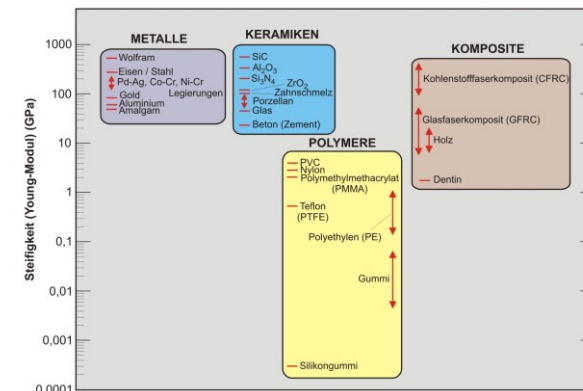 METALLE
KERAMIKEN
KOMPOSITE
POLYMERE
Steifigkeit (Young-Modul) (GPa)
1000
100
10
1
0,1
0,01
0,001
0,0001
Wolfram
Eisen / Stahl
Pd-Ag, Co-Cr, Ni-Cr
Legierungen
Gold
Aluminium
Amalgam
SiC
Al₂O₃
Si₃N₄
ZrO₂
Zahnschmelz
Porzellan
Glas
Beton (Zement)
PVC
Nylon
Polymethylmethacrylat
(PMMA)
Teflon
(PTFE)
Polyethylen (PE)
Gummi
Silikongummi
Kohlenstofffaserkomposit (CFRC)
Glasfaserkomposit (GFRC)
Holz
Dentin